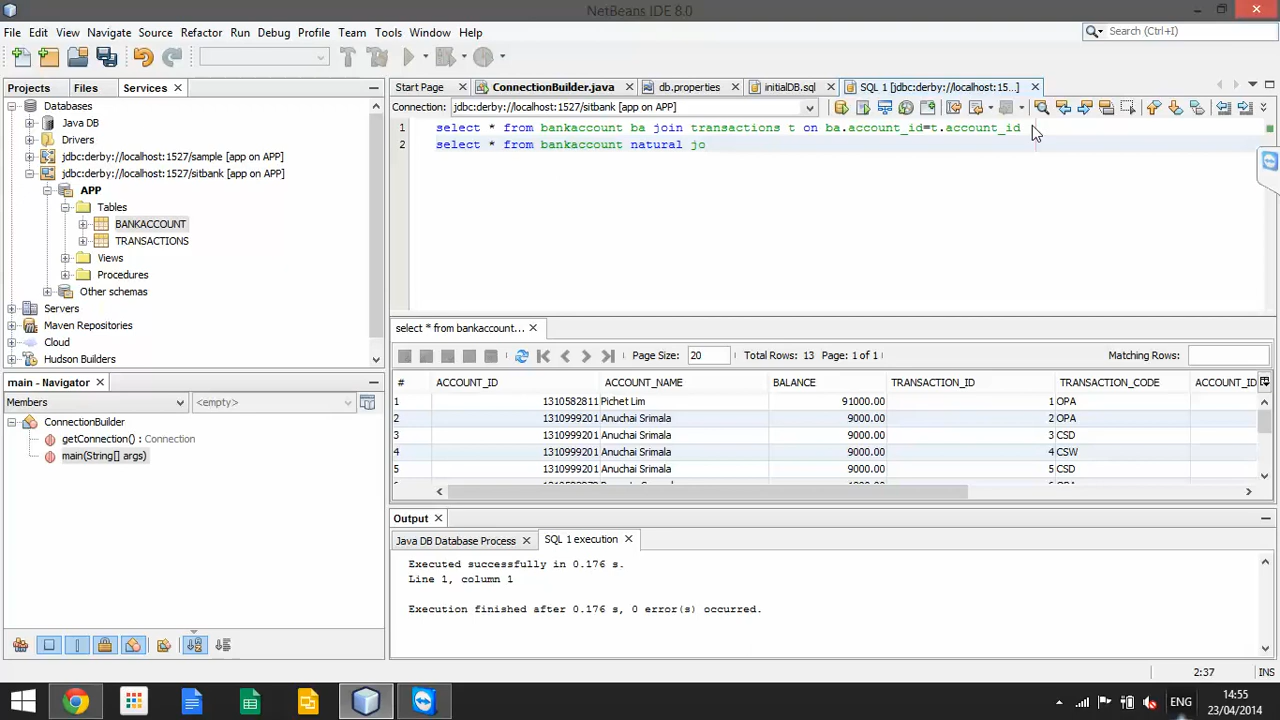 NetBeans IDE 8.0
File Edit View Navigate Source Refactor Run Debug Profile Team Tools Window Help
Search (Ctrl+I)
Projects Files Services
Start Page ConnectionBuilder.java db.properties initialDB.sql SQL 1 [jdbc:derby://localhost:15...]
Connection: jdbc:derby://localhost:1527/sitbank [app on APP]
Databases
Java DB
Drivers
jdbc:derby://localhost:1527/sample [app on APP]
jdbc:derby://localhost:1527/sitbank [app on APP]
APP
Tables
BANKACCOUNT
TRANSACTIONS
Views
Procedures
Other schemas
Servers
Maven Repositories
Cloud
Hudson Builders
1 select * from bankaccount ba join transactions t on ba.account_id=t.account_id
2 select * from bankaccount natural jo
select * from bankaccount...
Page Size: 20 Total Rows: 13 Page: 1 of 1 Matching Rows:
# ACCOUNT_ID ACCOUNT_NAME BALANCE TRANSACTION_ID TRANSACTION_CODE ACCOUNT_ID
1 1310582811 Pichet Lim 91000.00 1 OPA
2 1310999201 Anuchai Srimala 9000.00 2 OPA
3 1310999201 Anuchai Srimala 9000.00 3 CSD
4 1310999201 Anuchai Srimala 9000.00 4 CSW
5 1310999201 Anuchai Srimala 9000.00 5 CSD
main - Navigator
Members <empty>
ConnectionBuilder
getConnection() : Connection
main(String[] args)
Output
Java DB Database Process SQL 1 execution
Executed successfully in 0.176 s.
Line 1, column 1
Execution finished after 0.176 s, 0 error(s) occurred.
2:37 INS
ENG 14:55
23/04/2014